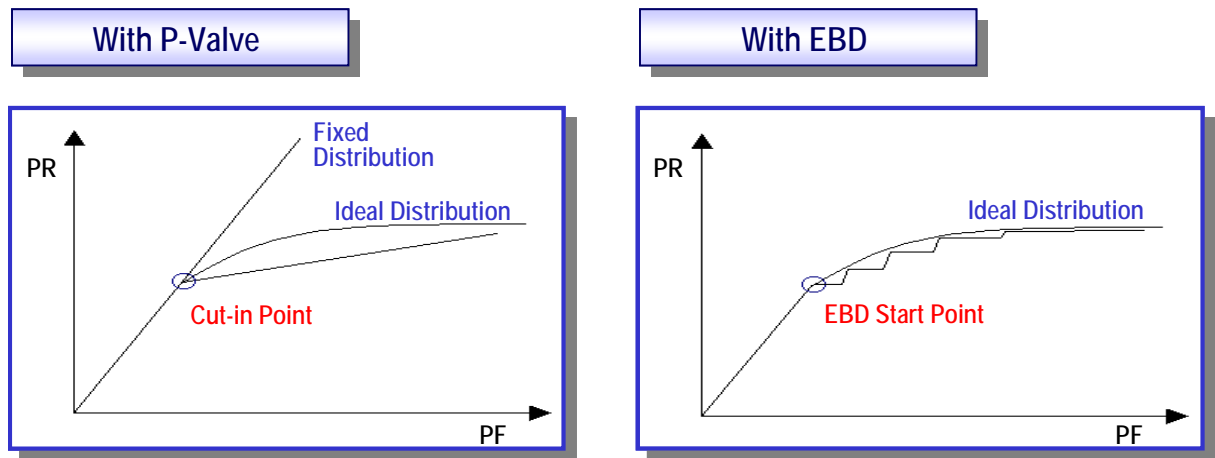 With P-Valve
With EBD
PR
Fixed
Distribution
Ideal Distribution
Cut-in Point
PF
PR
Ideal Distribution
EBD Start Point
PF